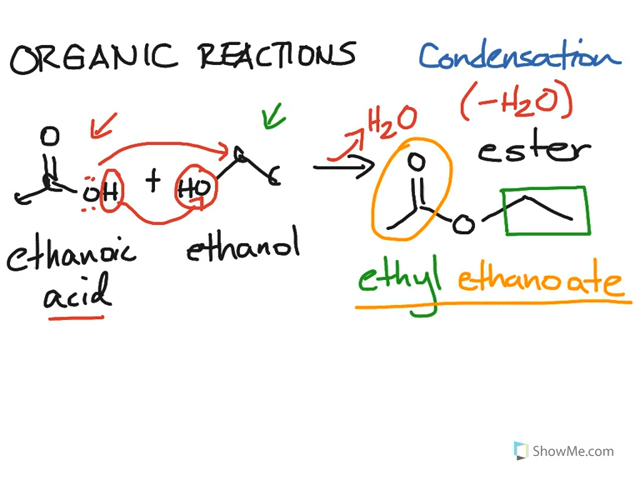 ORGANIC REACTIONS
Condensation
(-H₂O)
H₂O
ester
O
OH + HO
O
O
ethanoic
acid
ethanol
ethyl ethanoate
ShowMe.com